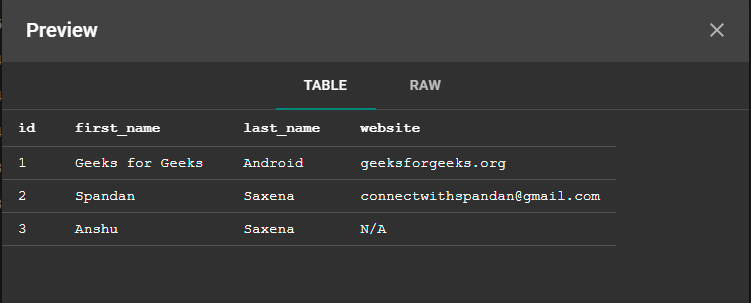 Preview
TABLE RAW
id first_name last_name website
1 Geeks for Geeks Android geeksforgeeks.org
2 Spandan Saxena connectwithspandan@gmail.com
3 Anshu Saxena N/A